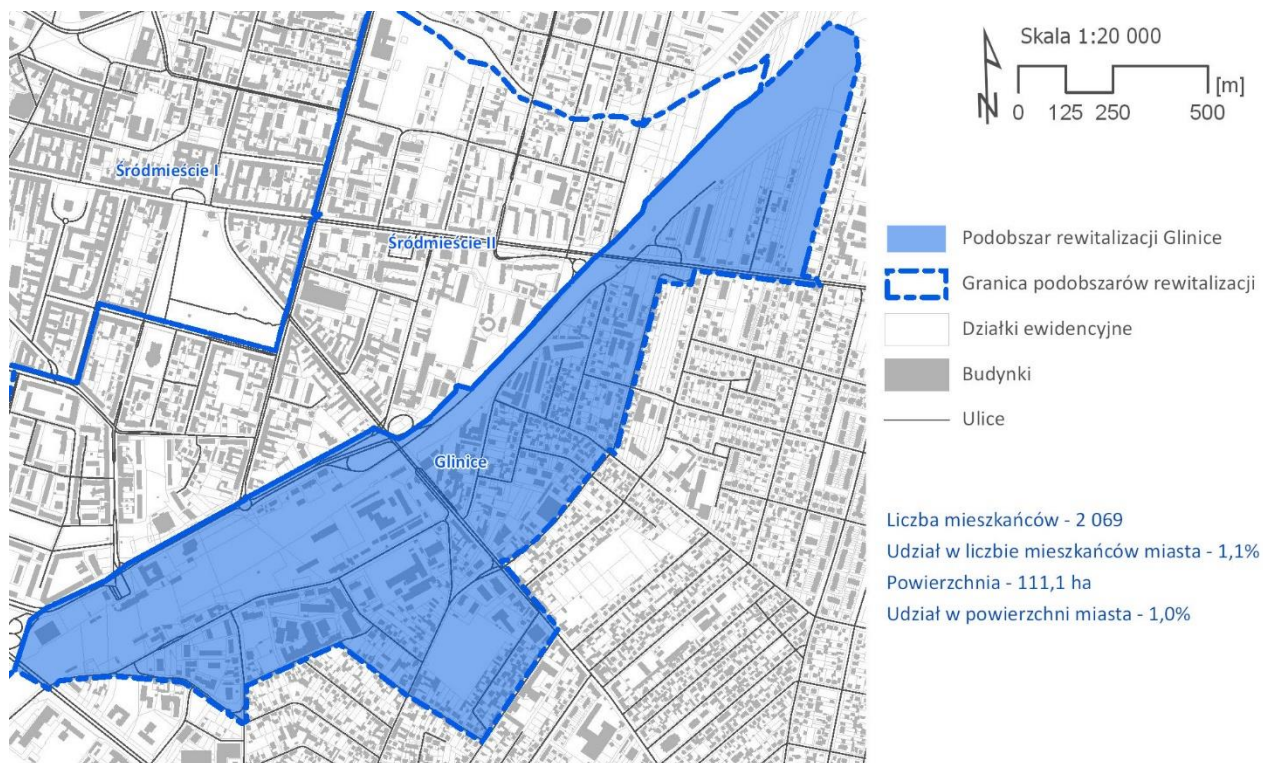 Śródmieście I
Śródmieście II
Glinice
Skala 1:20 000
N
[m]
0 125 250 500
Podobszar rewitalizacji Glinice
Granica podobszarów rewitalizacji
Działki ewidencyjne
Budynki
Ulice
Liczba mieszkańców - 2 069
Udział w liczbie mieszkańców miasta - 1,1%
Powierzchnia - 111,1 ha
Udział w powierzchni miasta - 1,0%